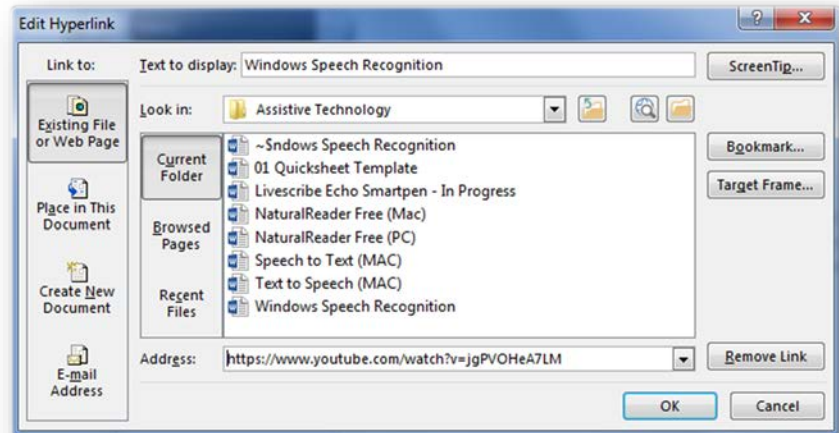 Edit Hyperlink
Link to:
Text to display: Windows Speech Recognition
ScreenTip...
Existing File
or Web Page
Look in: Assistive Technology
Place in This
Document
Create New
Document
E-mail
Address
Current
Folder
Browsed
Pages
Recent
Files
~$ndows Speech Recognition
01 Quicksheet Template
Livescribe Echo Smartpen - In Progress
NaturalReader Free (Mac)
NaturalReader Free (PC)
Speech to Text (MAC)
Text to Speech (MAC)
Windows Speech Recognition
Bookmark...
Target Frame...
Address: https://www.youtube.com/watch?v=jgPVOHeA7LM
Remove Link
OK
Cancel